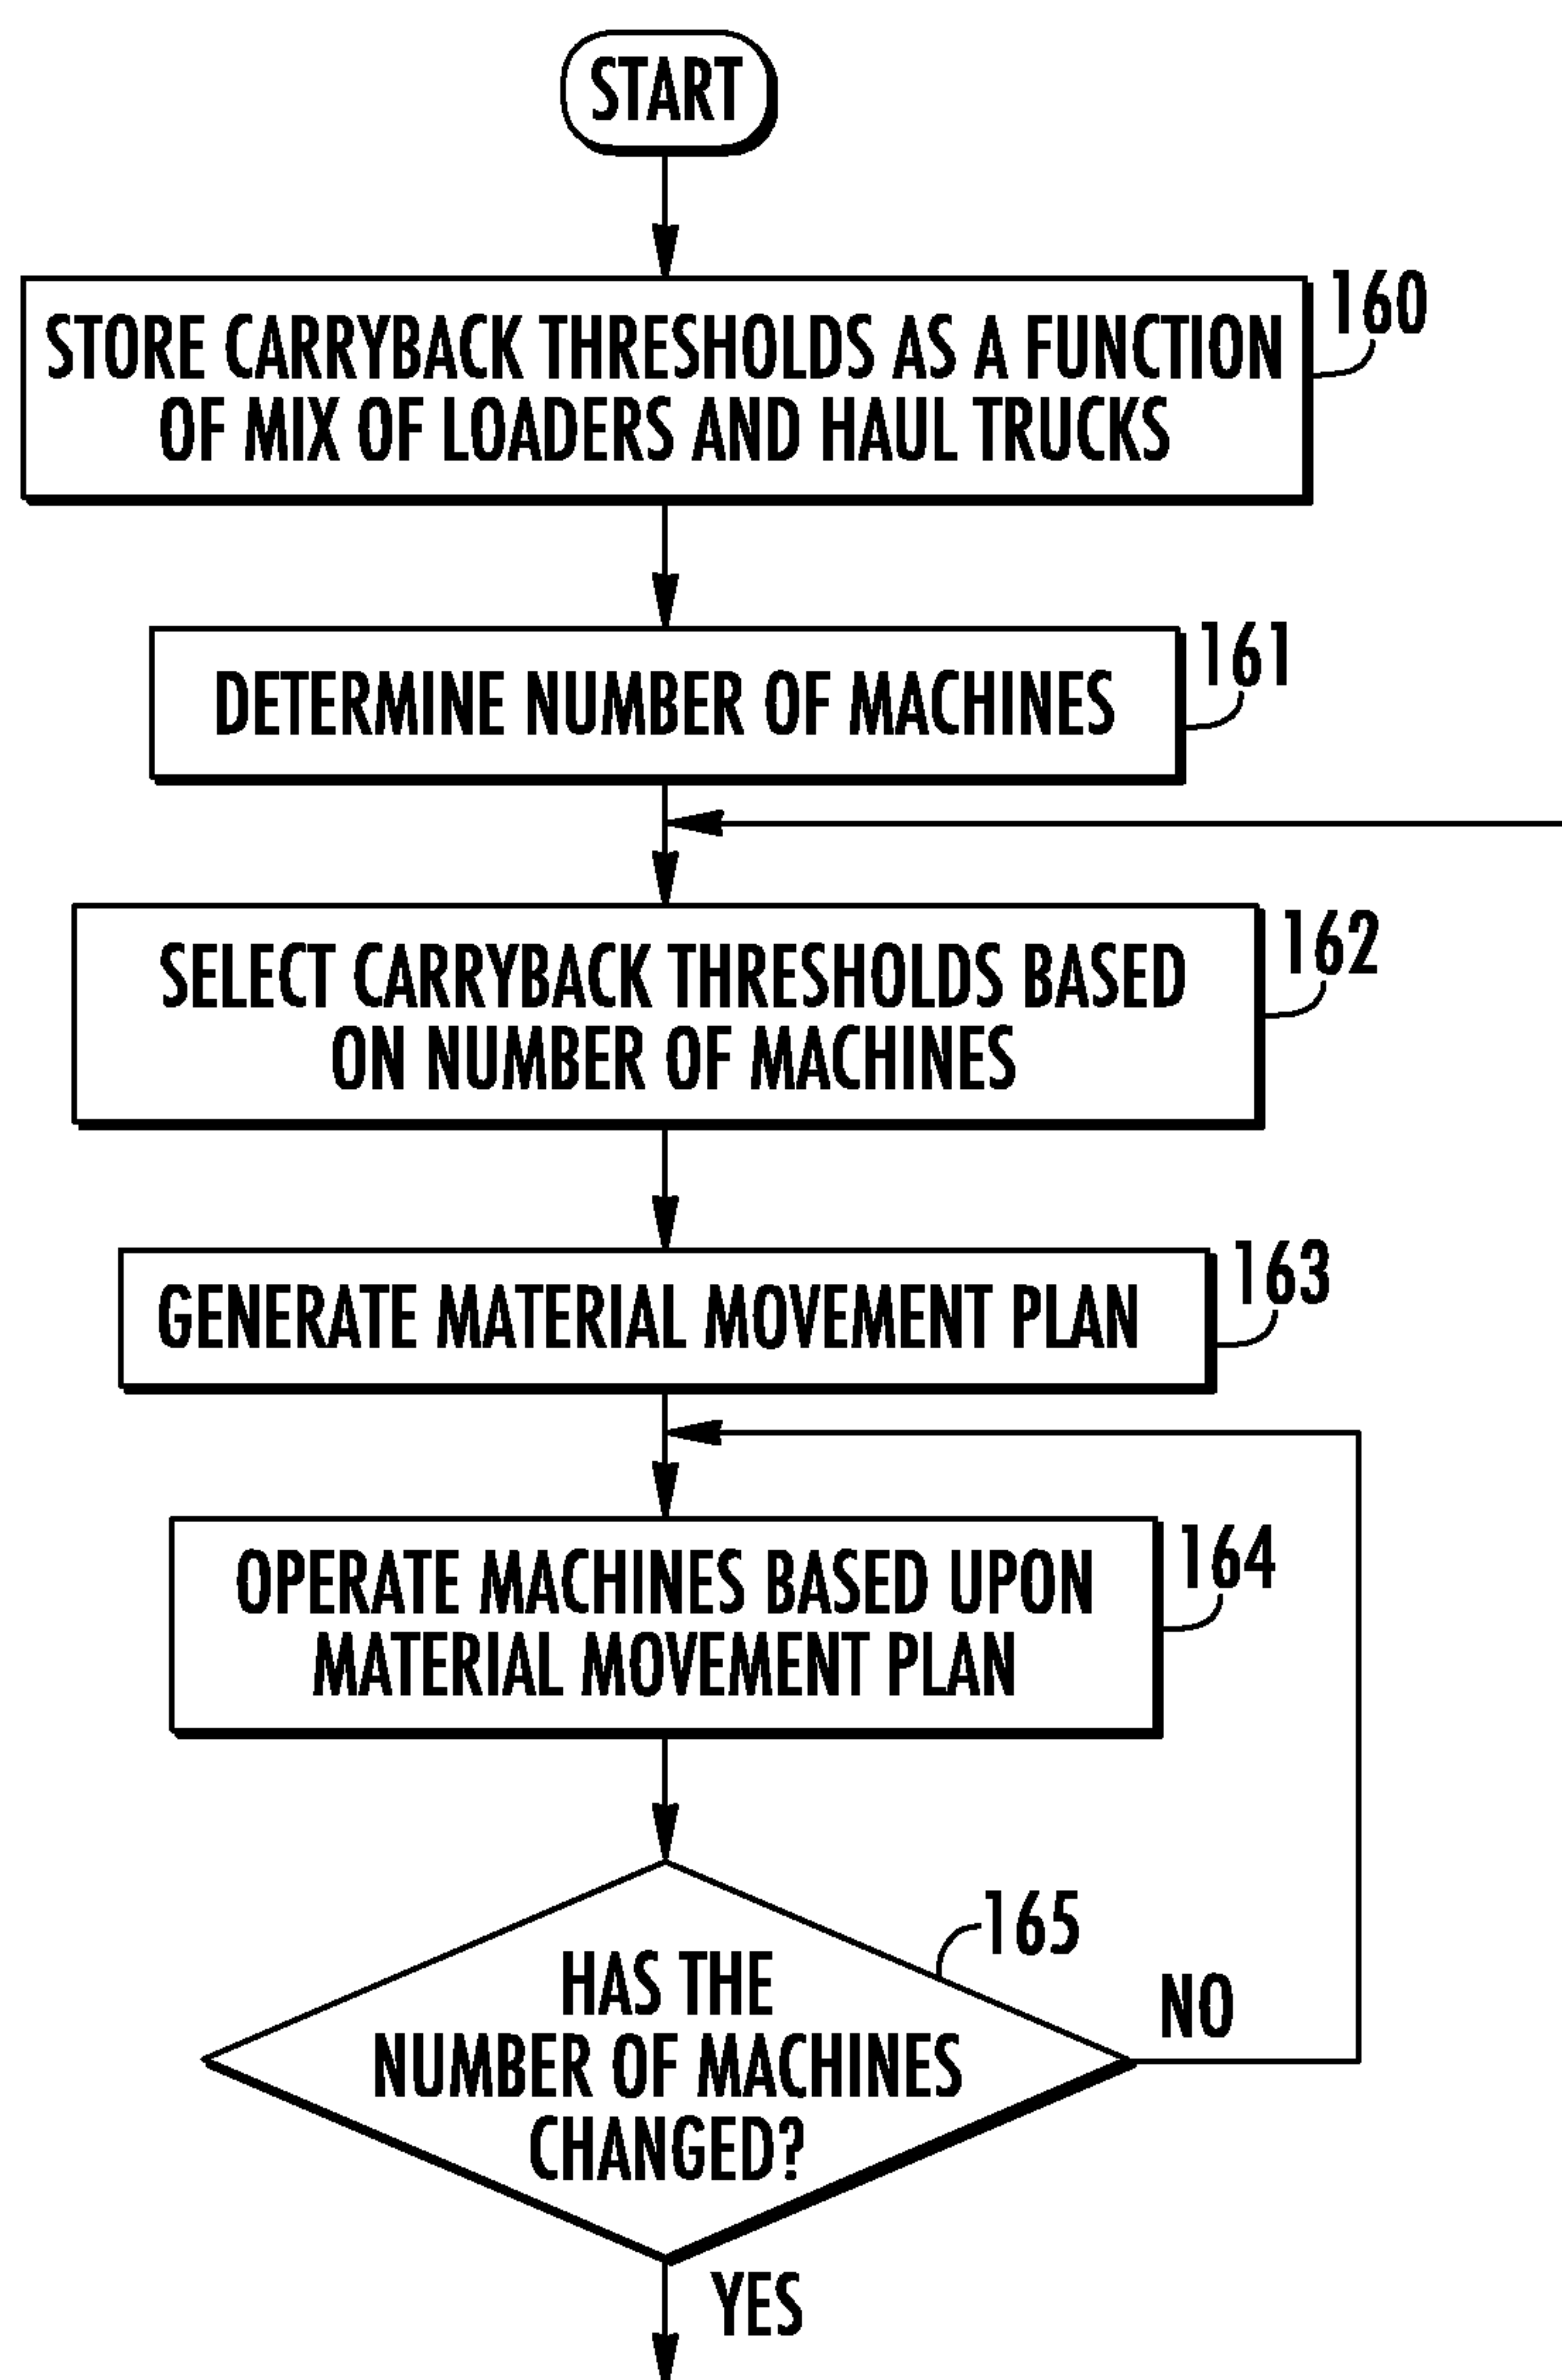 START
160
STORE CARRYBACK THRESHOLDS AS A FUNCTION
OF MIX OF LOADERS AND HAUL TRUCKS
161
DETERMINE NUMBER OF MACHINES
162
SELECT CARRYBACK THRESHOLDS BASED
ON NUMBER OF MACHINES
163
GENERATE MATERIAL MOVEMENT PLAN
164
OPERATE MACHINES BASED UPON
MATERIAL MOVEMENT PLAN
165
HAS THE
NUMBER OF MACHINES
CHANGED?
NO
YES